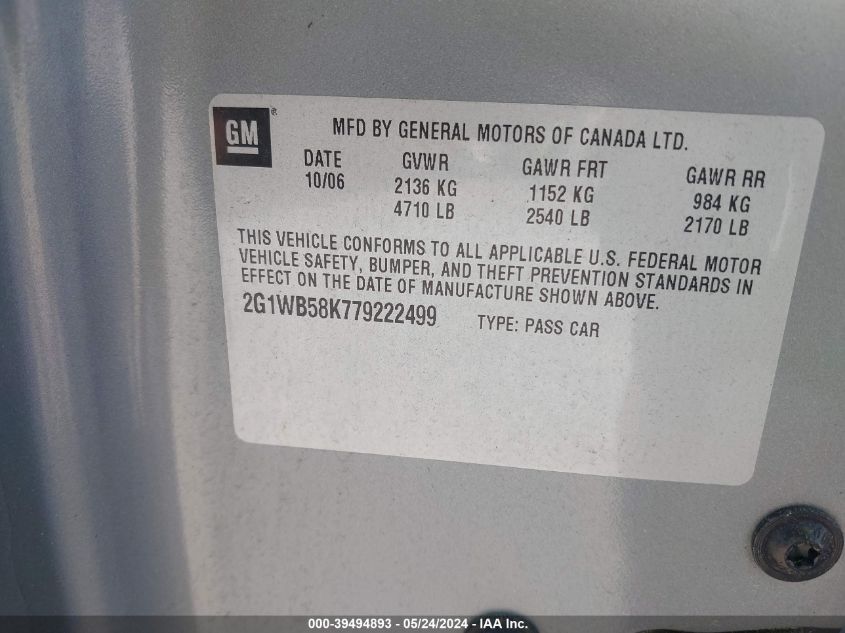 GM®
MFD BY GENERAL MOTORS OF CANADA LTD.
DATE GVWR GAWR FRT GAWR RR
10/06 2136 KG 1152 KG 984 KG
4710 LB 2540 LB 2170 LB
THIS VEHICLE CONFORMS TO ALL APPLICABLE U.S. FEDERAL MOTOR
VEHICLE SAFETY, BUMPER, AND THEFT PREVENTION STANDARDS IN
EFFECT ON THE DATE OF MANUFACTURE SHOWN ABOVE.
2G1WB58K779222499 TYPE: PASS CAR
000-39494893 - 05/24/2024 - IAA Inc.